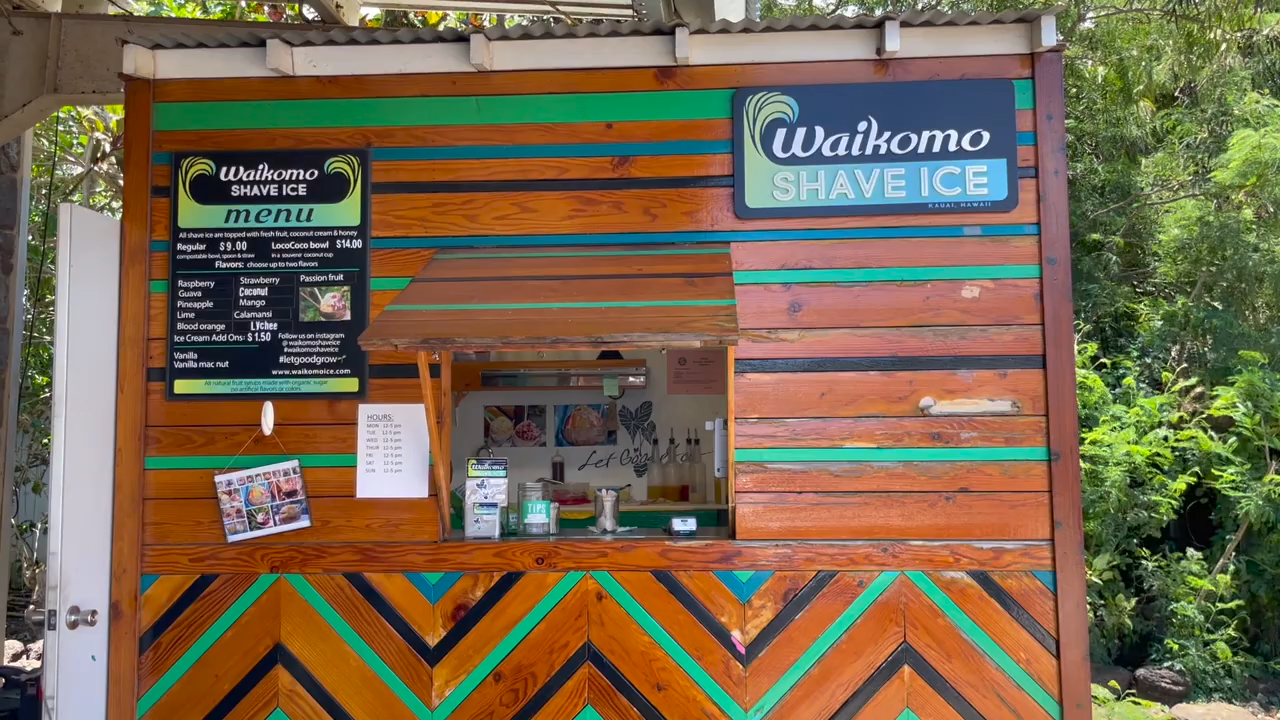 Waikomo
SHAVE ICE
KAUAI, HAWAII
Waikomo
SHAVE ICE
menu
All shave ice are topped with fresh fruit, coconut cream & honey
Regular $9.00 LocoCoco bowl $14.00
compostable bowl, spoon & straw in a souvenir coconut cup
Flavors: choose up to two flavors
Raspberry Strawberry Passion fruit
Guava Coconut
Pineapple Mango
Lime Calamansi
Blood orange Lychee
Ice Cream Add Ons: $1.50
Vanilla
Vanilla mac nut
Follow us on instagram
@waikomoshaveice
#waikomoshaveice
#letgoodgrow
www.waikomoice.com
All natural fruit syrups made with organic sugar
no artifical flavors or colors.
HOURS:
MON 12-5 pm
TUE 12-5 pm
WED 12-5 pm
THUR 12-5 pm
FRI 12-5 pm
SAT 12-5 pm
SUN 12-5 pm
Let
Waikomo
SHAVE ICE
TIPS